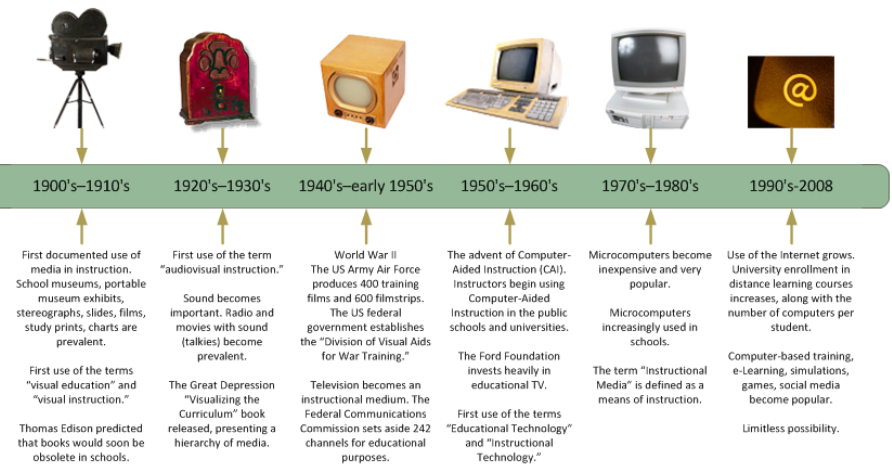 @
1900's–1910's
1920's–1930's
1940's–early 1950's
1950's–1960's
1970's–1980's
1990's-2008
First documented use of
media in instruction.
School museums, portable
museum exhibits,
stereographs, slides, films,
study prints, charts are
prevalent.
First use of the terms
"visual education" and
"visual instruction."
Thomas Edison predicted
that books would soon be
obsolete in schools.
First use of the term
"audiovisual instruction."
Sound becomes
important. Radio and
movies with sound
(talkies) become
prevalent.
The Great Depression
"Visualizing the
Curriculum" book
released, presenting a
hierarchy of media.
World War II
The US Army Air Force
produces 400 training
films and 600 filmstrips.
The US federal
government establishes
the "Division of Visual Aids
for War Training."
Television becomes an
instructional medium. The
Federal Communications
Commission sets aside 242
channels for educational
purposes.
The advent of Computer-
Aided Instruction (CAI).
Instructors begin using
Computer-Aided
Instruction in the public
schools and universities.
The Ford Foundation
invests heavily in
educational TV.
First use of the terms
"Educational Technology"
and "Instructional
Technology."
Microcomputers become
inexpensive and very
popular.
Microcomputers
increasingly used in
schools.
The term "Instructional
Media" is defined as a
means of instruction.
Use of the Internet grows.
University enrollment in
distance learning courses
increases, along with the
number of computers per
student.
Computer-based training,
e-Learning, simulations,
games, social media
become popular.
Limitless possibility.